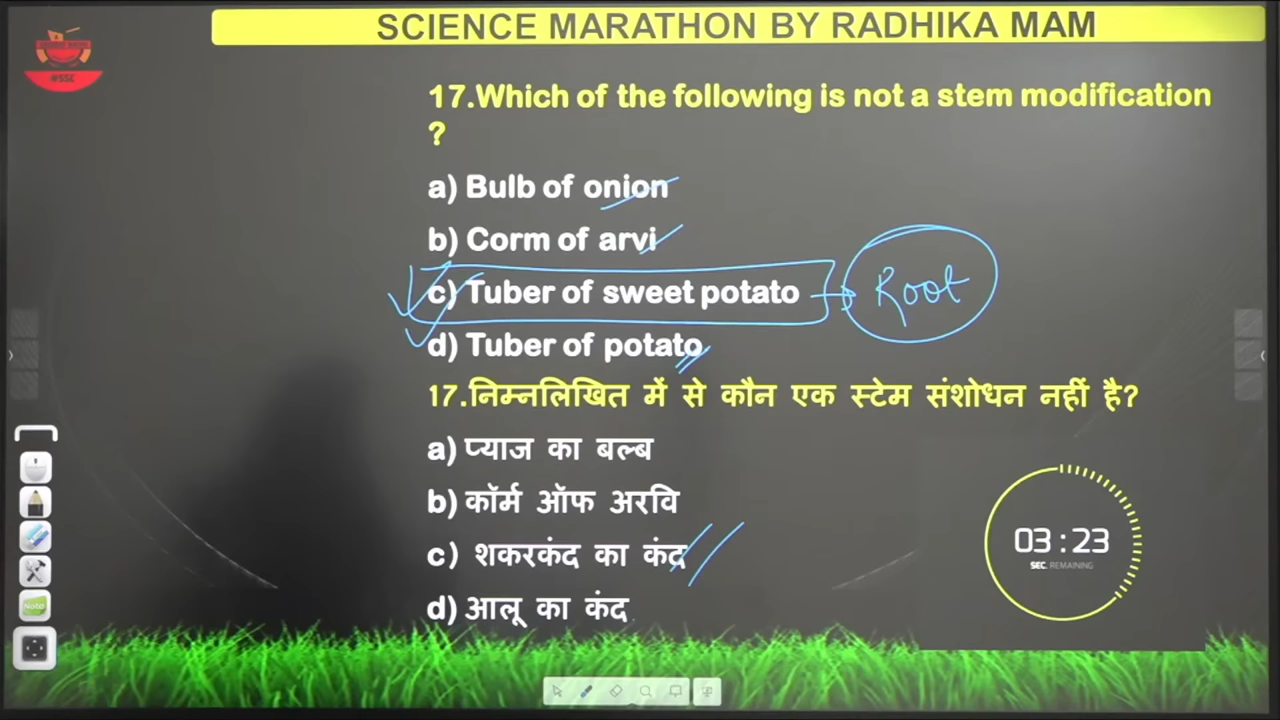 SCIENCE MARATHON BY RADHIKA MAM
#SSC
17.Which of the following is not a stem modification
?
a) Bulb of onion
b) Corm of arvi
c) Tuber of sweet potato
Root
d) Tuber of potato
17.निम्नलिखित में से कौन एक स्टेम संशोधन नहीं है?
a) प्याज का बल्ब
b) कॉर्म ऑफ अरवि
c) शकरकंद का कंद
d) आलू का कंद
03:23
SEC. REMAINING
Note